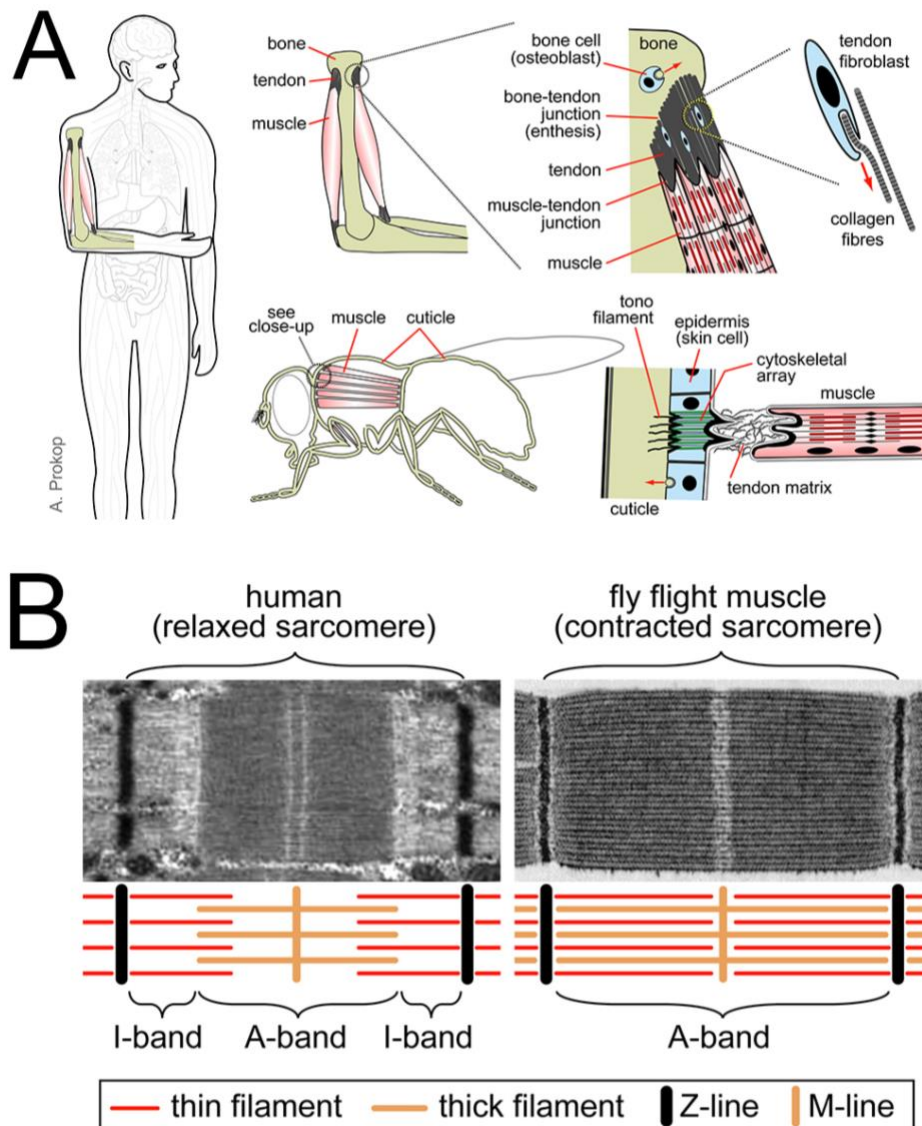 A
bone
tendon
muscle
bone cell
(osteoblast)
bone
bone-tendon
junction
(enthesis)
tendon
muscle-tendon
junction
muscle
tendon
fibroblast
collagen
fibres
see
close-up
muscle
cuticle
tono
filament
epidermis
(skin cell)
cytoskeletal
array
muscle
tendon matrix
cuticle
A. Prokop
B
human
(relaxed sarcomere)
fly flight muscle
(contracted sarcomere)
I-band
A-band
I-band
A-band
thin filament
thick filament
Z-line
M-line